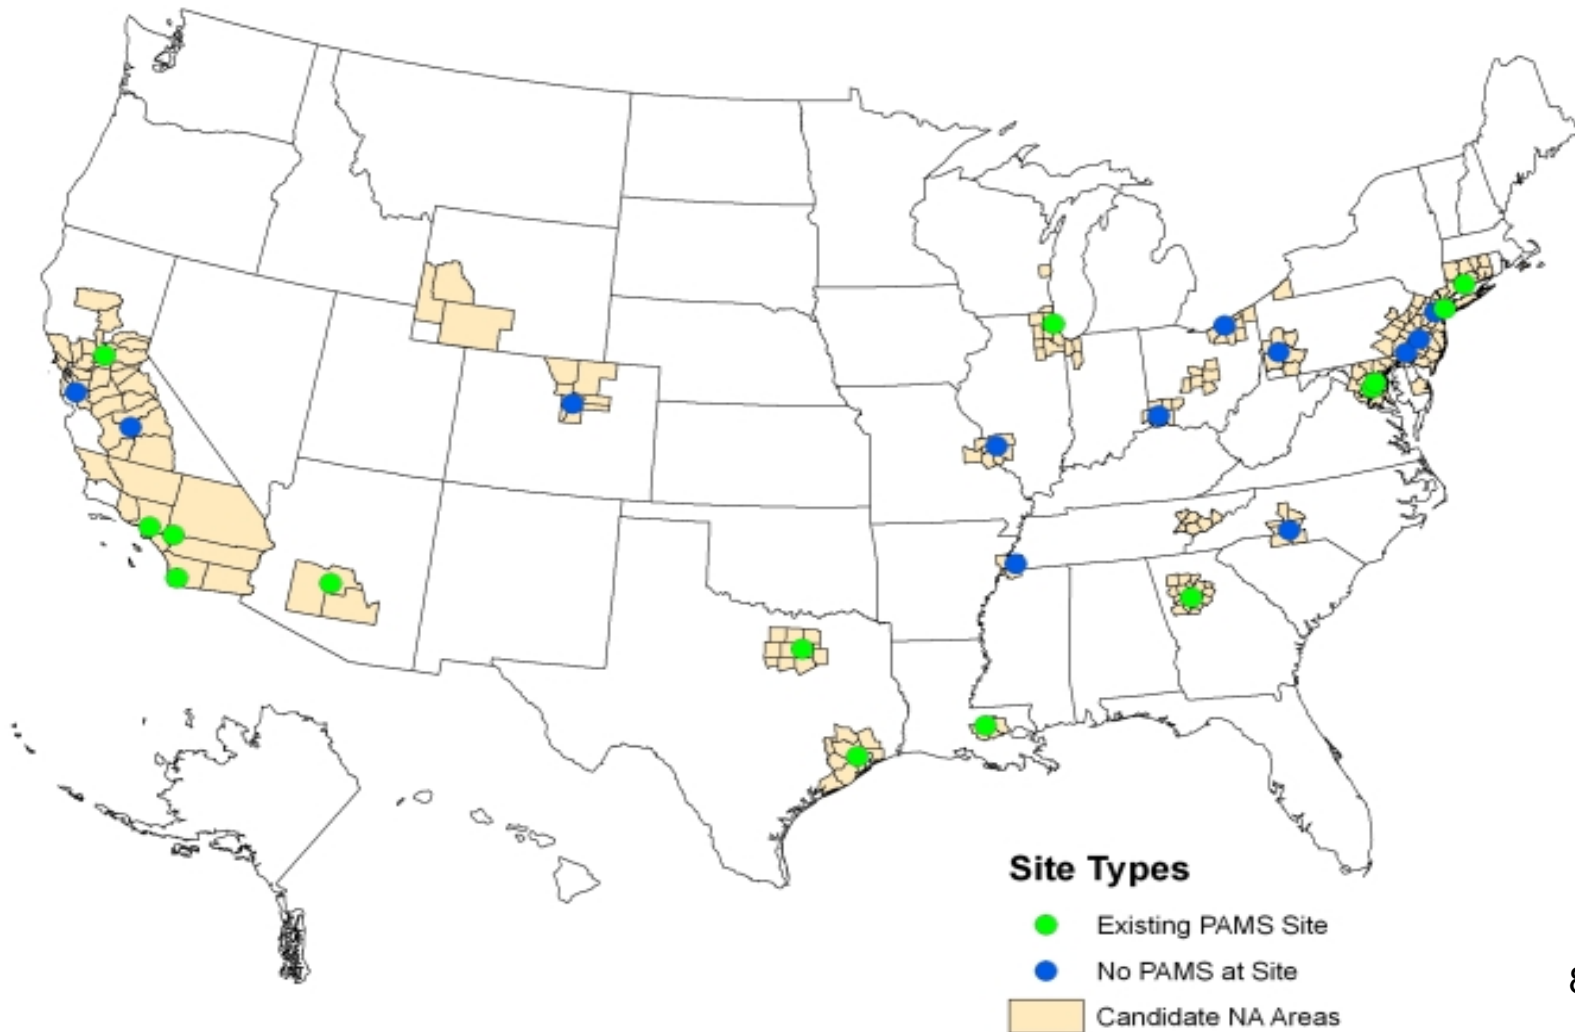 Site Types
Existing PAMS Site
No PAMS at Site
Candidate NA Areas